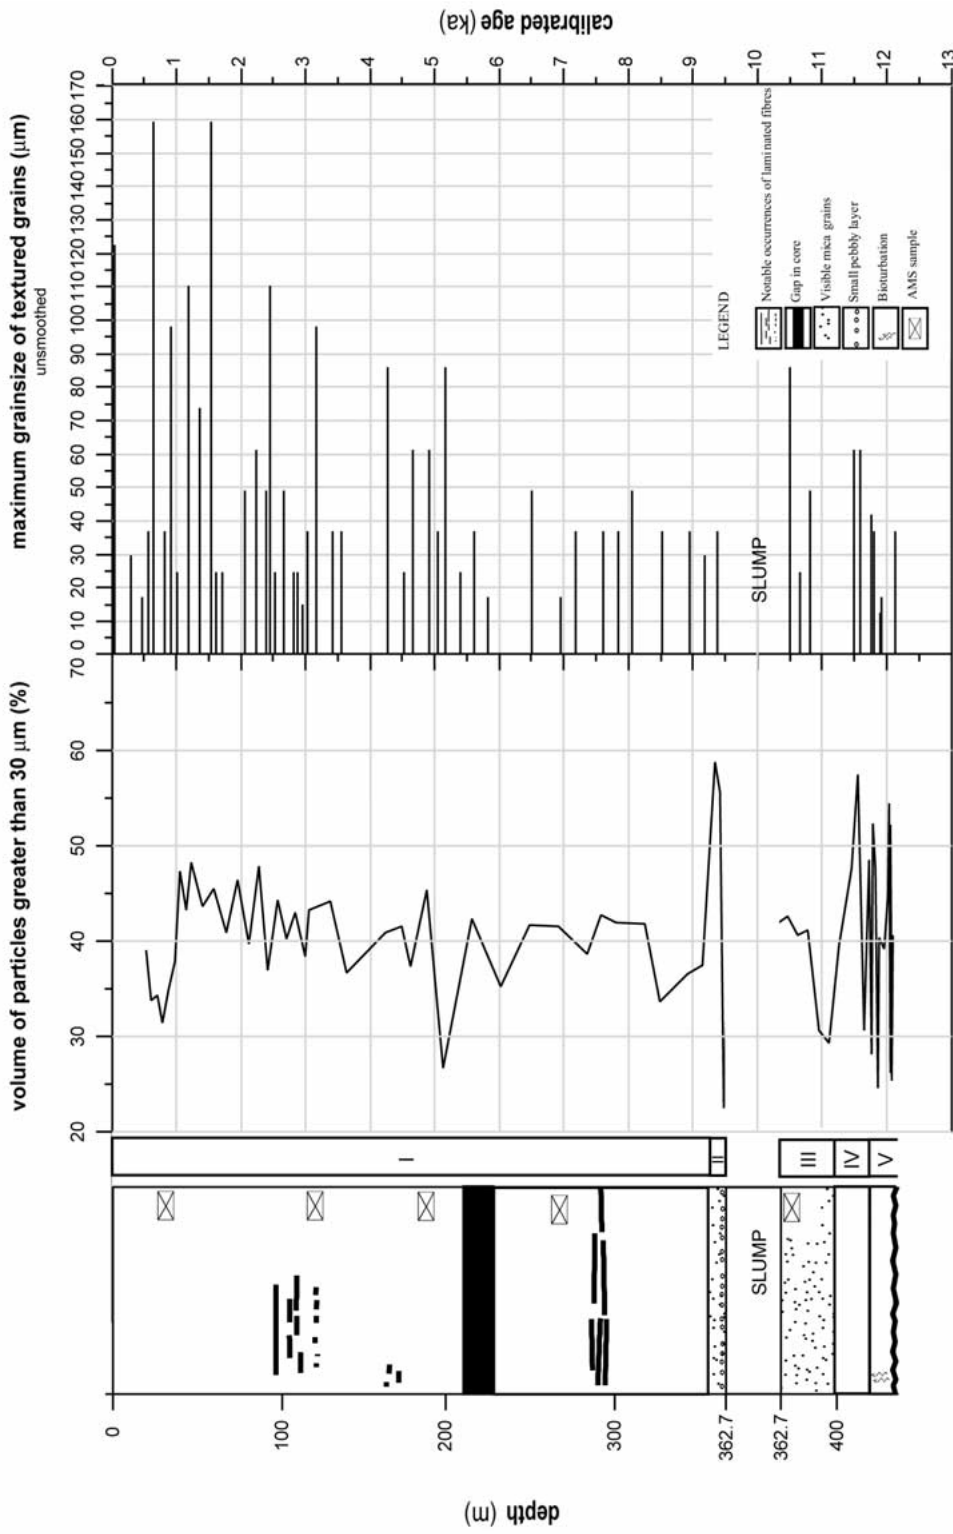 maximum grainsize of textured grains (μm)
unsmoothed
0 10 20 30 40 50 60 70 80 90 100 110 120 130 140 150 160 170
volume of particles greater than 30 μm (%)
20 30 40 50 60 70
calibrated age (ka)
0 1 2 3 4 5 6 7 8 9 10 11 12 13
SLUMP
LEGEND
Notable occurrences of laminated fibres
Gap in core
Visible mica grains
Small pebbly layer
Bioturbation
AMS sample
I
II
III
IV
V
SLUMP
0 100 200 300 362.7 362.7 400
depth (m)